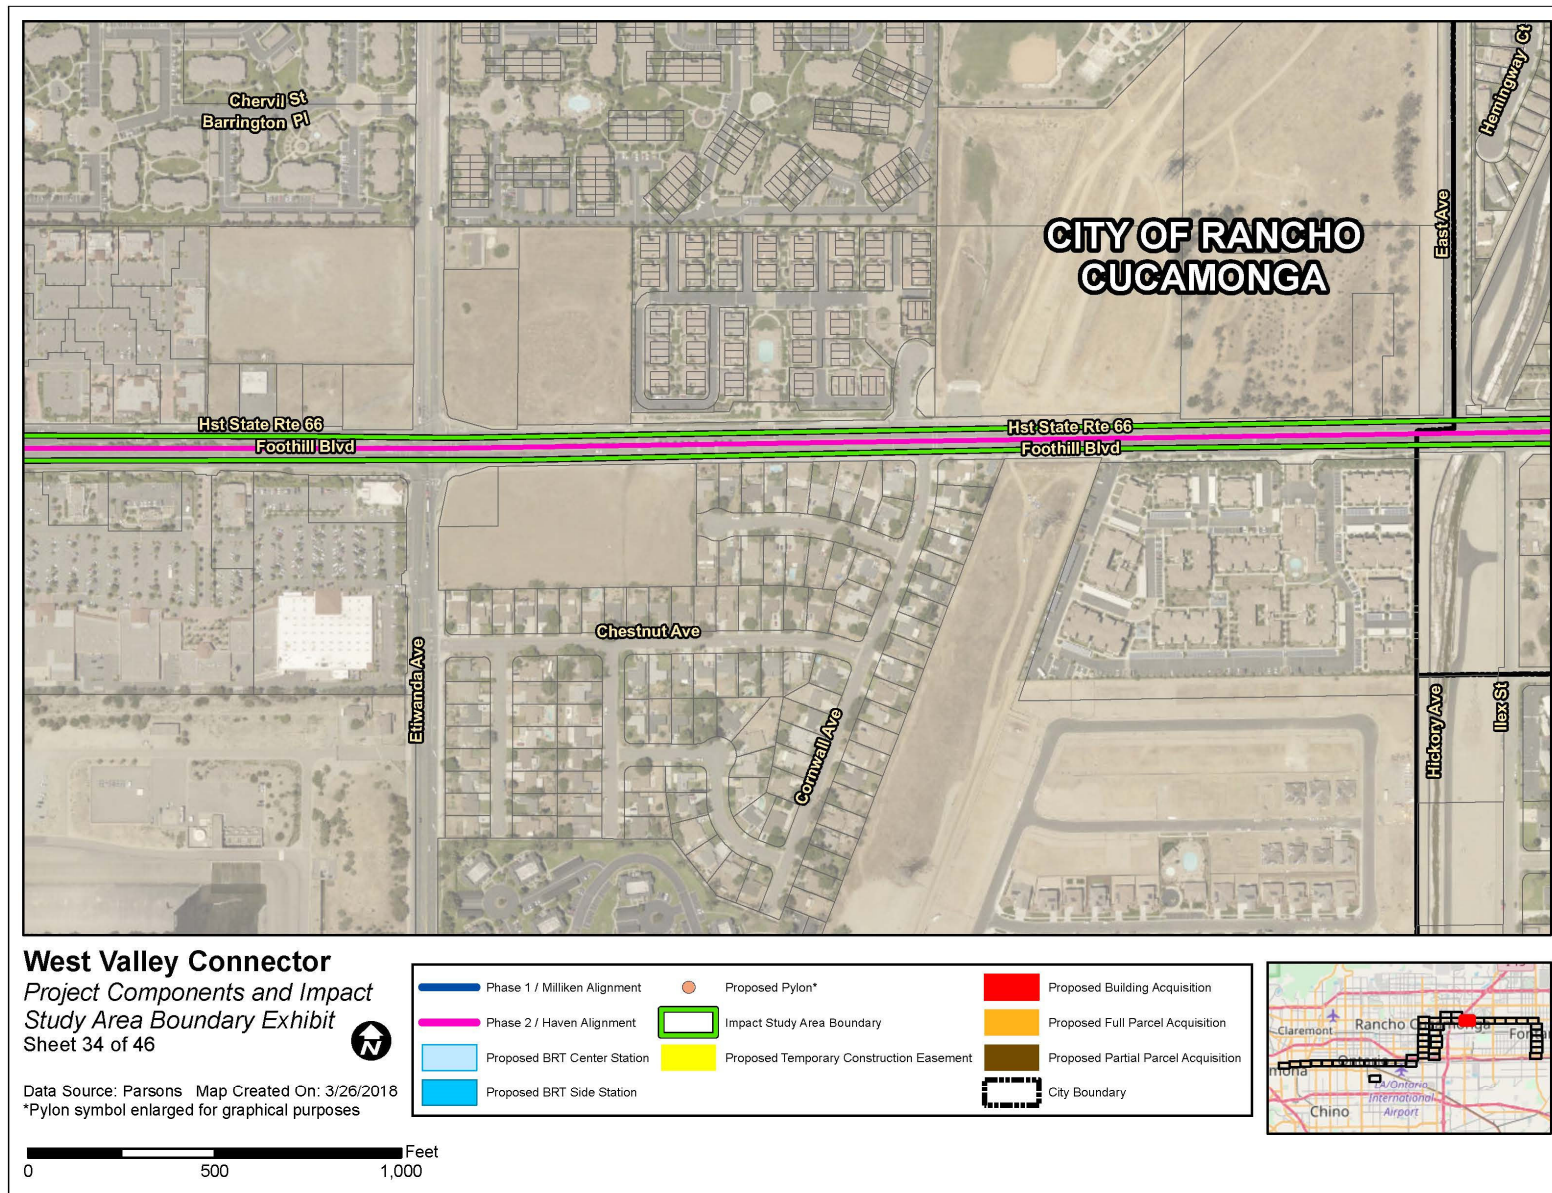 Chervil St
Barrington Pl
Hemingway Ct
East Ave
CITY OF RANCHO
CUCAMONGA
Hst State Rte 66
Foothill Blvd
Hst State Rte 66
Foothill Blvd
Chestnut Ave
Etiwanda Ave
Cornwall Ave
Hickory Ave
Ilex St
West Valley Connector
Project Components and Impact
Study Area Boundary Exhibit
Sheet 34 of 46
N
Data Source: Parsons Map Created On: 3/26/2018
*Pylon symbol enlarged for graphical purposes
0 500 1,000 Feet
Phase 1 / Milliken Alignment
Phase 2 / Haven Alignment
Proposed BRT Center Station
Proposed BRT Side Station
Proposed Pylon*
Impact Study Area Boundary
Proposed Temporary Construction Easement
Proposed Building Acquisition
Proposed Full Parcel Acquisition
Proposed Partial Parcel Acquisition
City Boundary
Claremont
Rancho
Ontario
LA/Ontario
International
Airport
Chino